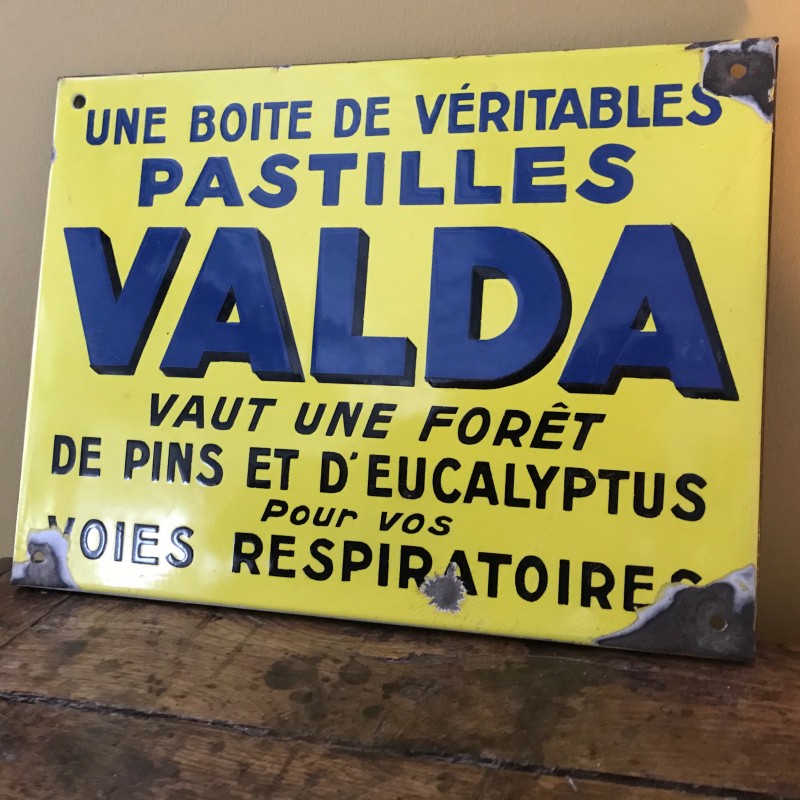 UNE BOITE DE VÉRITABLES
PASTILLES
VALDA
VAUT UNE FORÊT
DE PINS ET D'EUCALYPTUS
Pour vos
VOIES RESPIRATOIRES